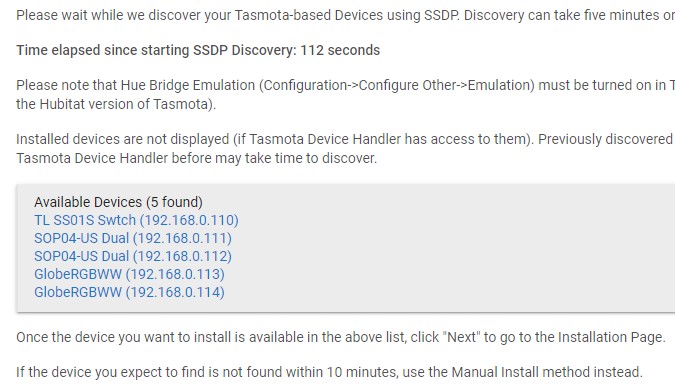 Please wait while we discover your Tasmota-based Devices using SSDP. Discovery can take five minutes or
Time elapsed since starting SSDP Discovery: 112 seconds
Please note that Hue Bridge Emulation (Configuration->Configure Other->Emulation) must be turned on in
the Hubitat version of Tasmota).
Installed devices are not displayed (if Tasmota Device Handler has access to them). Previously discovered
Tasmota Device Handler before may take time to discover.
Available Devices (5 found)
TL SS01S Swtch (192.168.0.110)
SOP04-US Dual (192.168.0.111)
SOP04-US Dual (192.168.0.112)
GlobeRGBWW (192.168.0.113)
GlobeRGBWW (192.168.0.114)
Once the device you want to install is available in the above list, click "Next" to go to the Installation Page.
If the device you expect to find is not found within 10 minutes, use the Manual Install method instead.